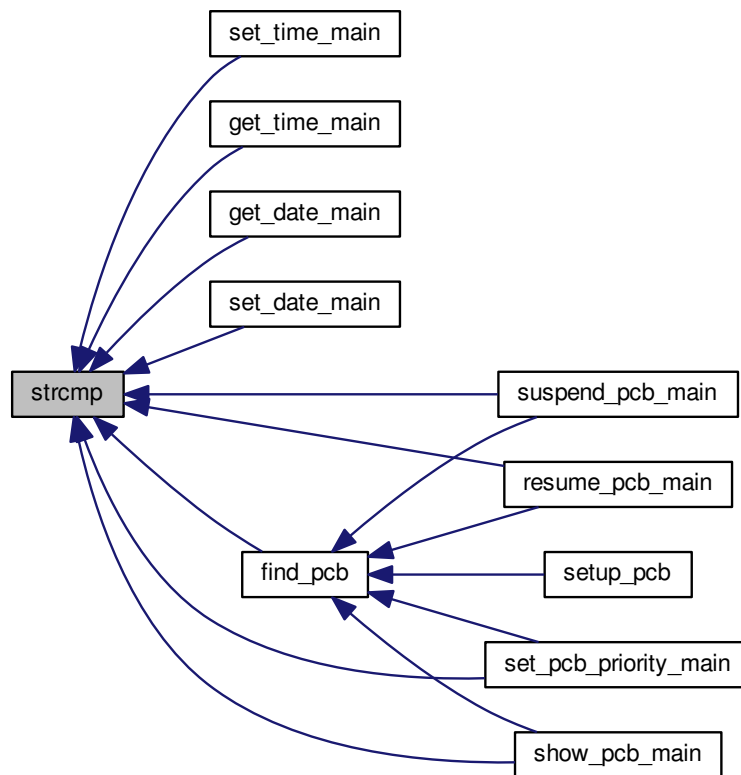 set_time_main
get_time_main
get_date_main
set_date_main
strcmp
suspend_pcb_main
resume_pcb_main
find_pcb
setup_pcb
set_pcb_priority_main
show_pcb_main